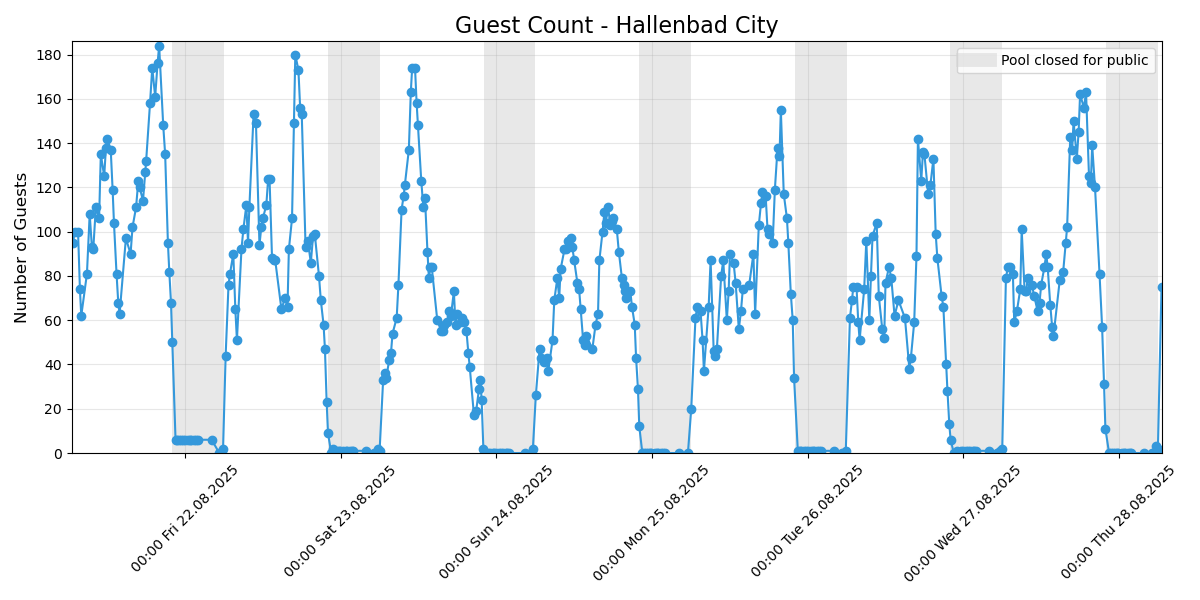 Guest Count - Hallenbad City
Pool closed for public
Number of Guests
180
160
140
120
100
80
60
40
20
0
00:00 Fri 22.08.2025
00:00 Sat 23.08.2025
00:00 Sun 24.08.2025
00:00 Mon 25.08.2025
00:00 Tue 26.08.2025
00:00 Wed 27.08.2025
00:00 Thu 28.08.2025